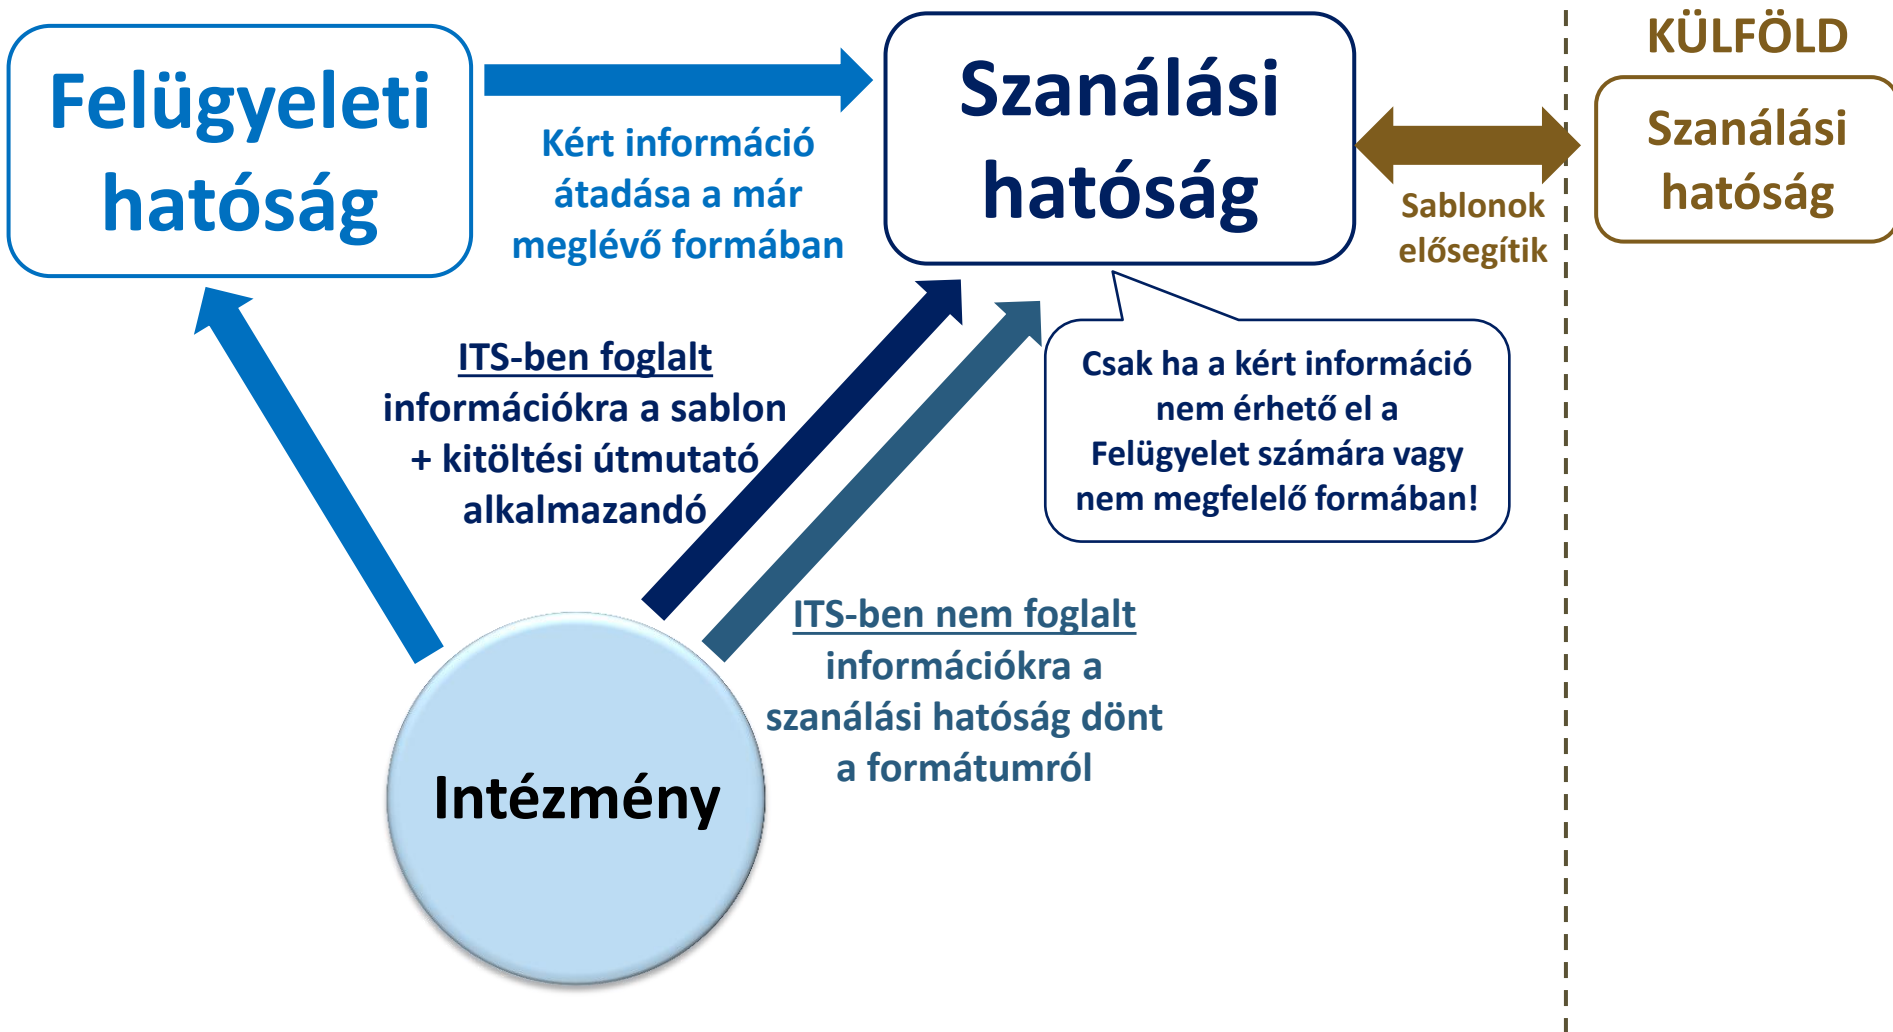 Felügyeleti
hatóság
Kért információ
átadása a már
meglévő formában
Szanálási
hatóság
Sablonok
elősegítik
KÜLFÖLD
Szanálási
hatóság
ITS-ben foglalt
információkra a sablon
+ kitöltési útmutató
alkalmazandó
Csak ha a kért információ
nem érhető el a
Felügyelet számára vagy
nem megfelelő formában!
ITS-ben nem foglalt
információkra a
szanálási hatóság dönt
a formátumról
Intézmény